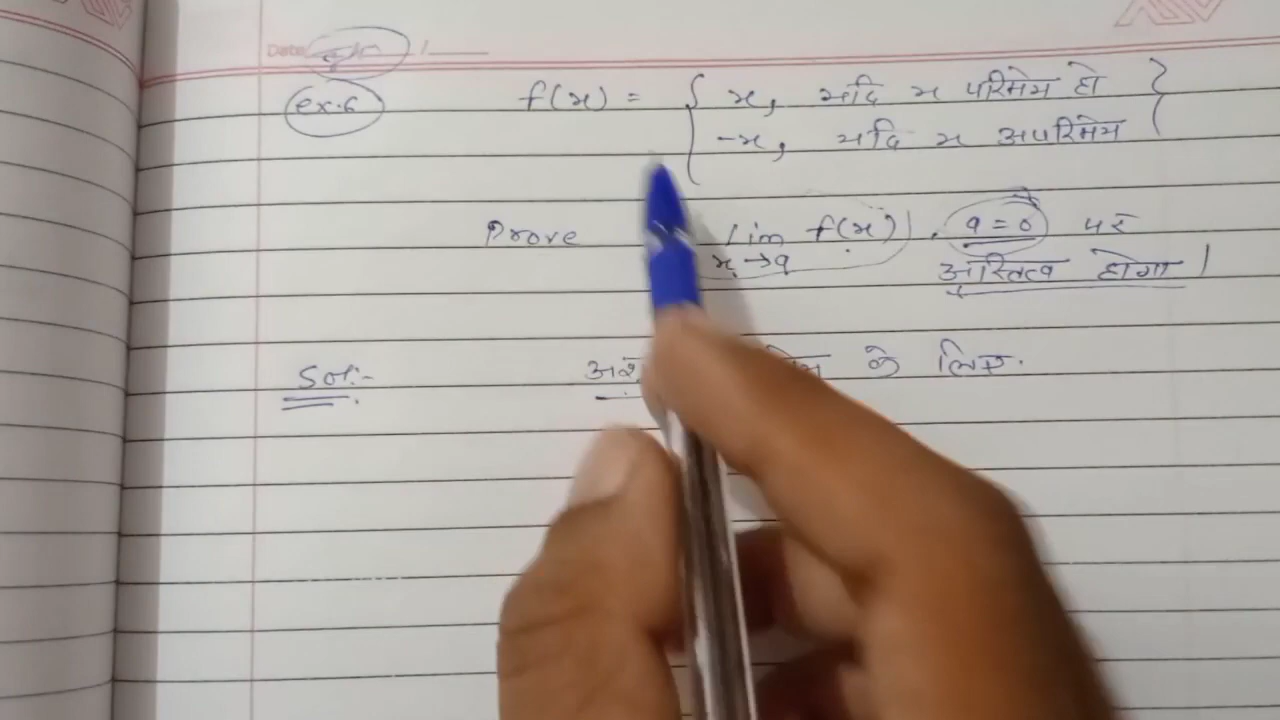 Date
ex.6 f(x) = { x, यदि x परिमेय हो }
-x, यदि x अपरिमेय
Prove lim f(x), a=0 पर
x→a अस्तित्व होगा।
Sol:- के लिए.